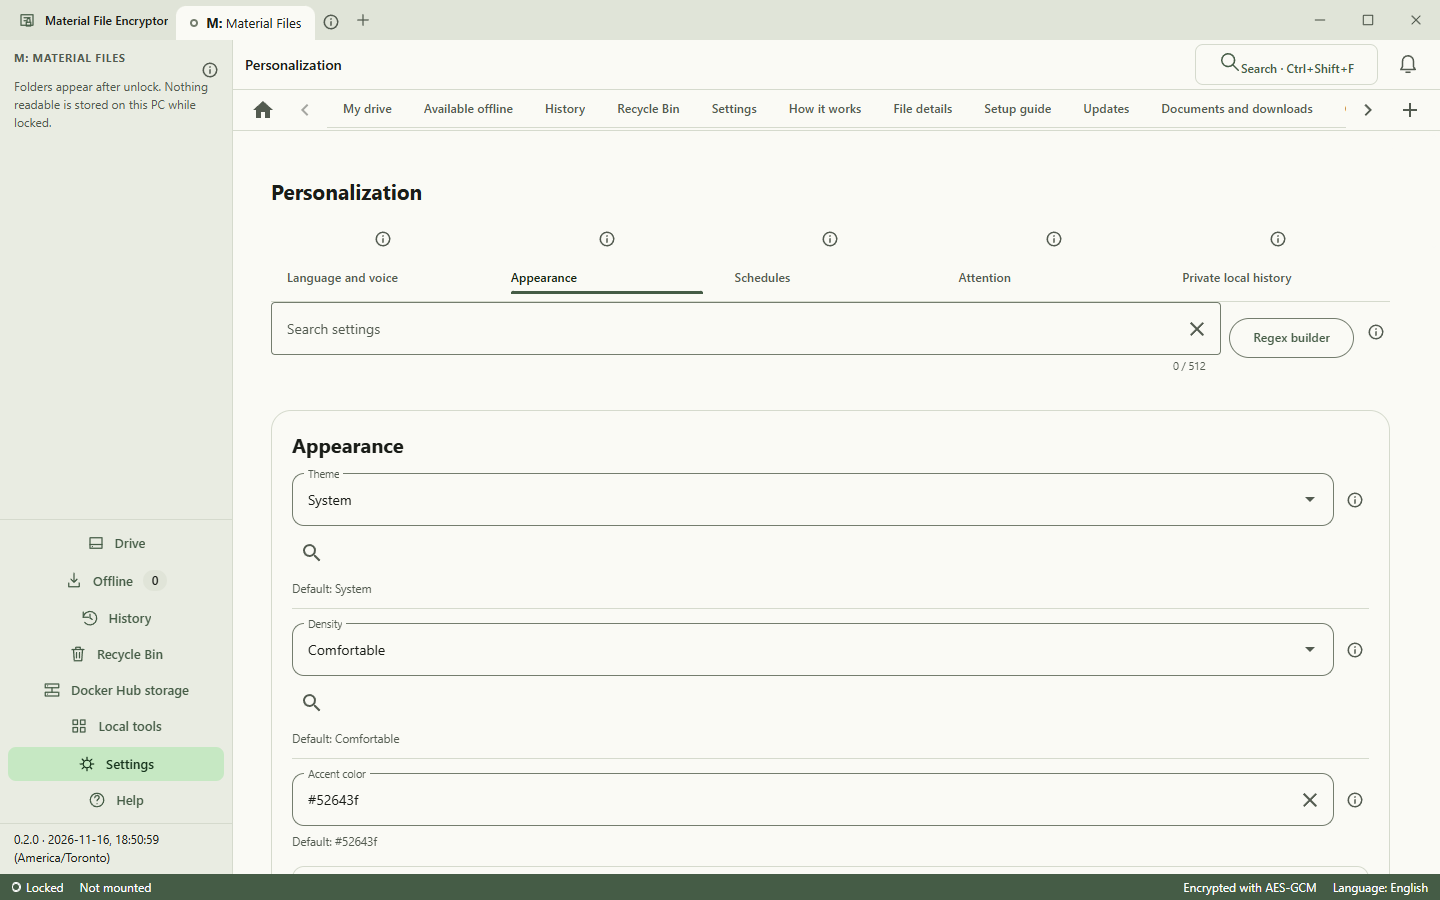 Material File Encryptor
M: Material Files
M: MATERIAL FILES
Folders appear after unlock. Nothing
readable is stored on this PC while
locked.
Personalization
Search · Ctrl+Shift+F
My drive
Available offline
History
Recycle Bin
Settings
How it works
File details
Setup guide
Updates
Documents and downloads
Personalization
Language and voice
Appearance
Schedules
Attention
Private local history
Search settings
Regex builder
0 / 512
Appearance
Theme
System
Default: System
Density
Comfortable
Default: Comfortable
Accent color
#52643f
Default: #52643f
Drive
Offline 0
History
Recycle Bin
Docker Hub storage
Local tools
Settings
Help
0.2.0 · 2026-11-16, 18:50:59
(America/Toronto)
Locked
Not mounted
Encrypted with AES-GCM
Language: English